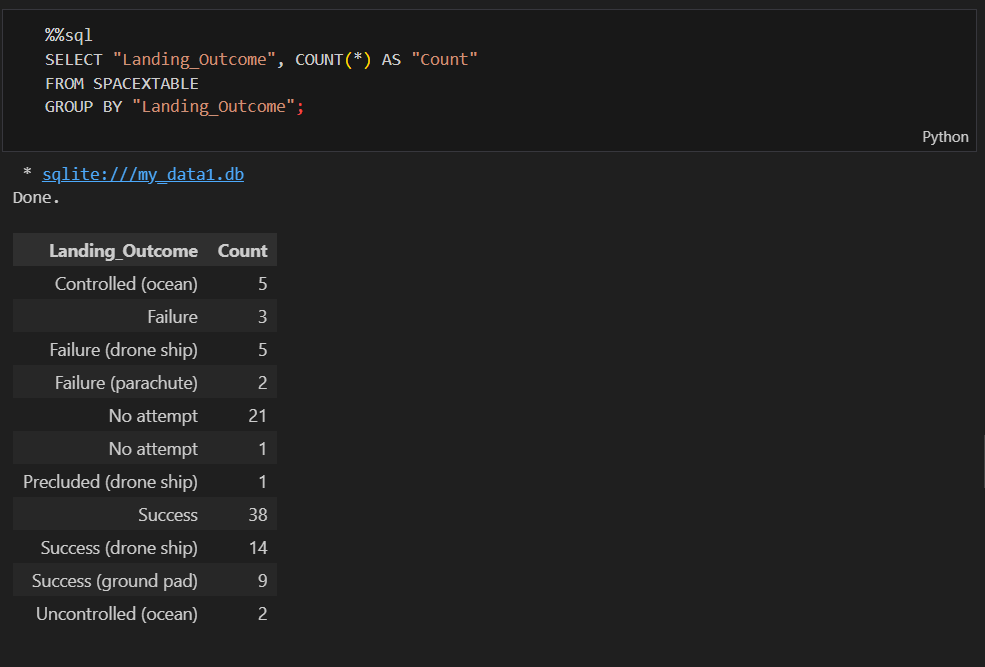 %%sql
SELECT "Landing_Outcome", COUNT(*) AS "Count"
FROM SPACEXTABLE
GROUP BY "Landing_Outcome";
Python
* sqlite:///my_data1.db
Done.
Landing_Outcome Count
Controlled (ocean) 5
Failure 3
Failure (drone ship) 5
Failure (parachute) 2
No attempt 21
No attempt 1
Precluded (drone ship) 1
Success 38
Success (drone ship) 14
Success (ground pad) 9
Uncontrolled (ocean) 2